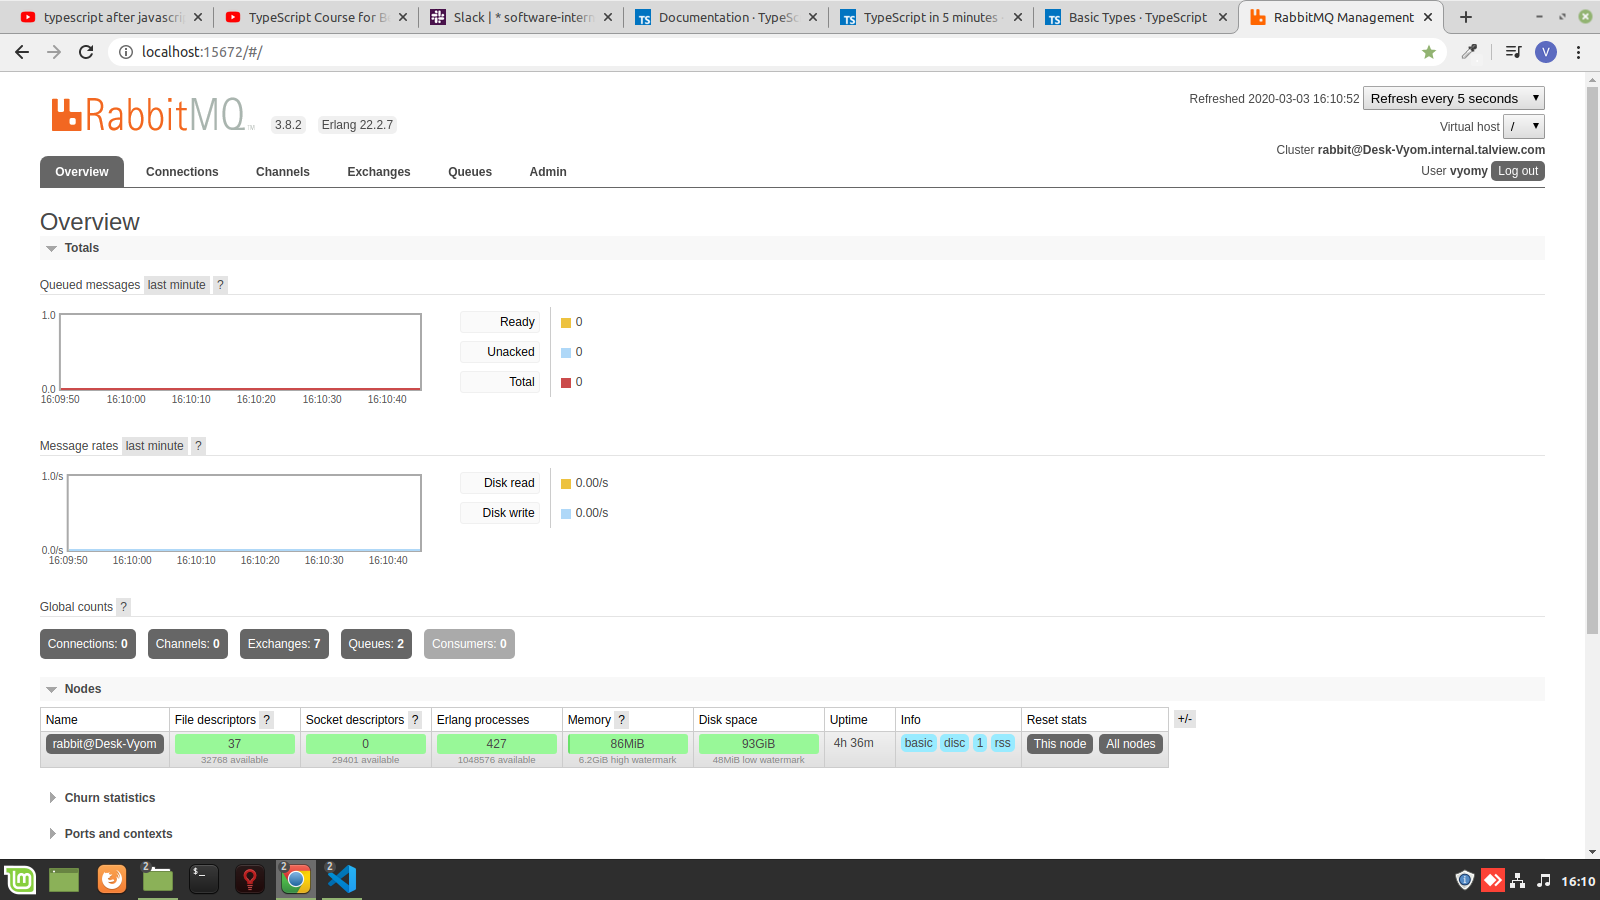 typescript after javascri
TypeScript Course for B
Slack | * software-intern
Documentation · TypeSc
TypeScript in 5 minutes ·
Basic Types · TypeScript
RabbitMQ Management
localhost:15672/#/
V
RabbitMQ TM
3.8.2
Erlang 22.2.7
Refreshed 2020-03-03 16:10:52
Refresh every 5 seconds
Virtual host /
Cluster rabbit@Desk-Vyom.internal.talview.com
User vyomy Log out
Overview Connections Channels Exchanges Queues Admin
Overview
Totals
Queued messages last minute ?
1.0
0.0
16:09:50 16:10:00 16:10:10 16:10:20 16:10:30 16:10:40
Ready 0
Unacked 0
Total 0
Message rates last minute ?
1.0/s
0.0/s
16:09:50 16:10:00 16:10:10 16:10:20 16:10:30 16:10:40
Disk read 0.00/s
Disk write 0.00/s
Global counts ?
Connections: 0 Channels: 0 Exchanges: 7 Queues: 2 Consumers: 0
Nodes
Name File descriptors ? Socket descriptors ? Erlang processes Memory ? Disk space Uptime Info Reset stats +/-
rabbit@Desk-Vyom 37 0 427 86MiB 93GiB 4h 36m basic disc 1 rss This node All nodes
32768 available 29401 available 1048576 available 6.2GiB high watermark 48MiB low watermark
Churn statistics
Ports and contexts
2 2 2
16:10